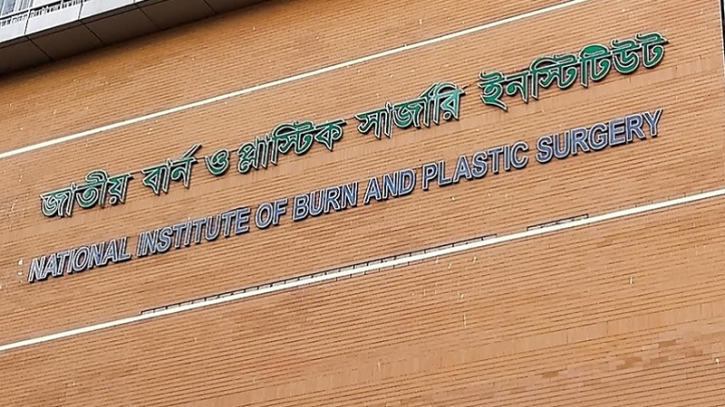 জাতীয় বার্ন ও প্লাস্টিক সার্জারি ইনস্টিটিউট
NATIONAL INSTITUTE OF BURN AND PLASTIC SURGERY